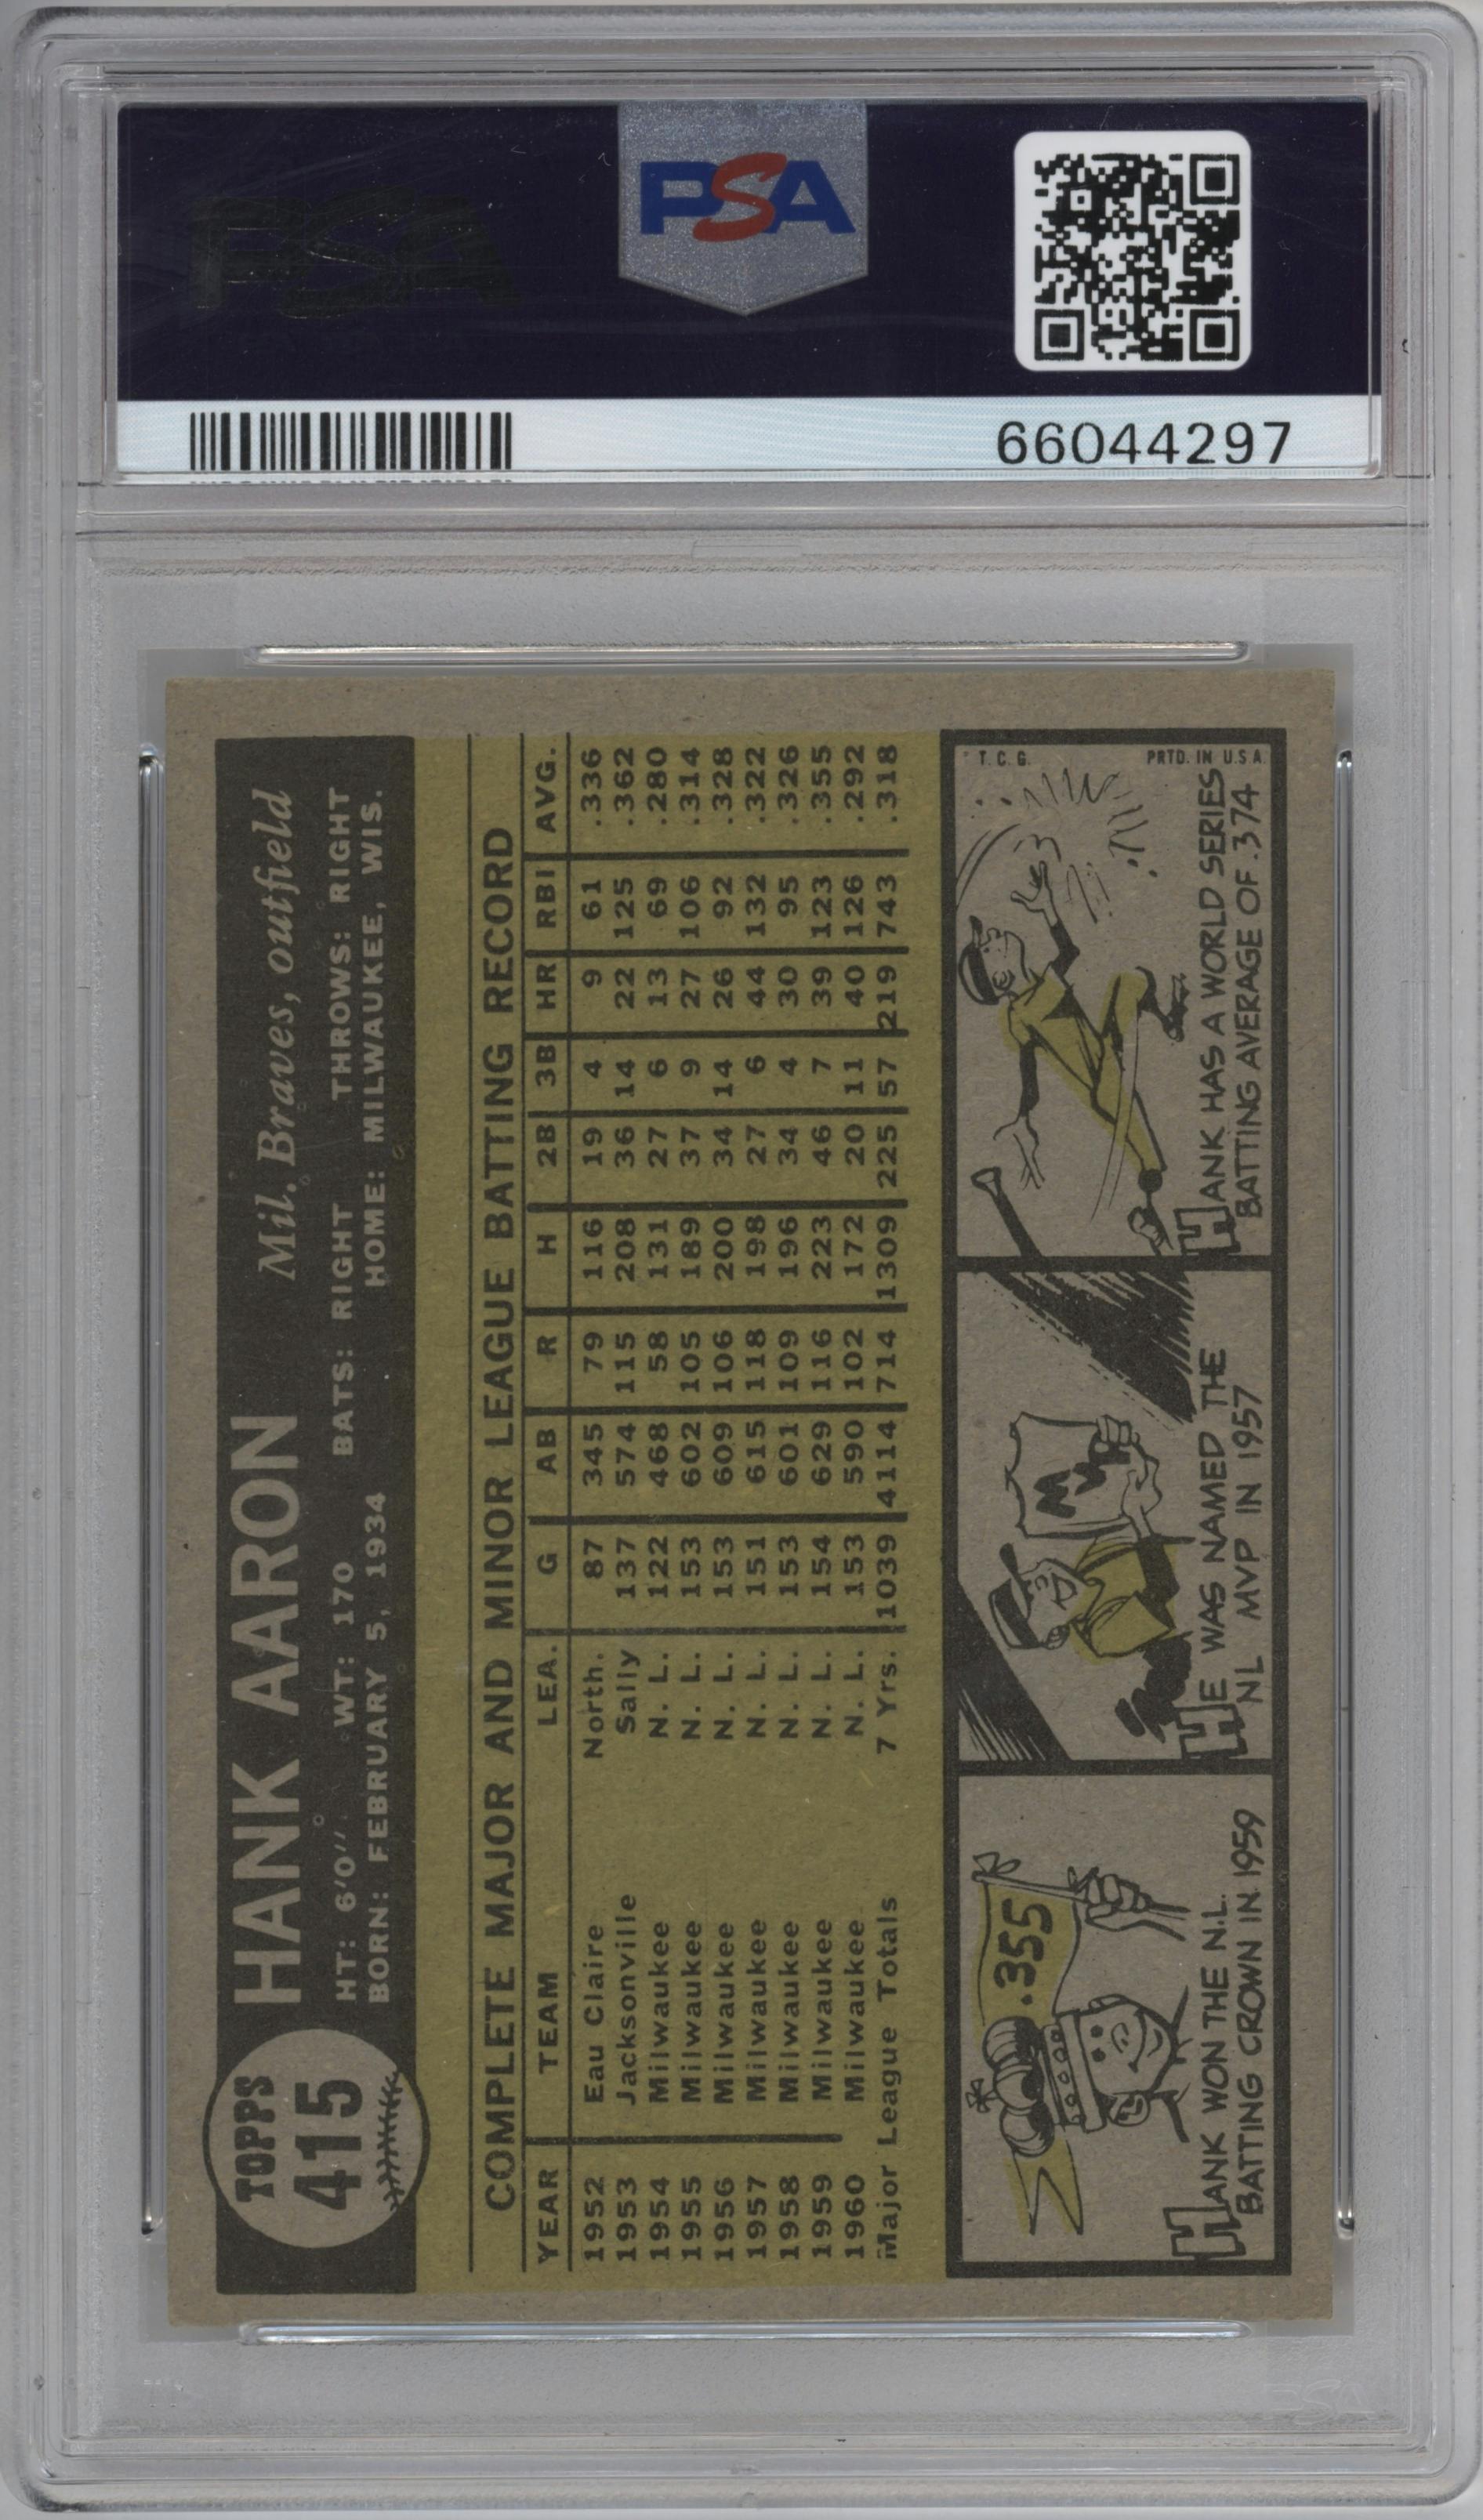 PSA
PSA
66044297
TOPPS
415
HANK AARON
Mil. Braves, outfield
HT: 6'0" WT: 170 BATS: RIGHT THROWS: RIGHT
BORN: FEBRUARY 5, 1934 HOME: MILWAUKEE, WIS.
COMPLETE MAJOR AND MINOR LEAGUE BATTING RECORD
YEAR TEAM LEA. G AB R H 2B 3B HR RBI AVG.
1952 Eau Claire North. 87 345 79 116 19 4 9 61 .336
1953 Jacksonville Sally 137 574 115 208 36 14 22 125 .362
1954 Milwaukee N. L. 122 468 58 131 27 6 13 69 .280
1955 Milwaukee N. L. 153 602 105 189 37 9 27 106 .314
1956 Milwaukee N. L. 153 609 106 200 34 14 26 92 .328
1957 Milwaukee N. L. 151 615 118 198 27 6 44 132 .322
1958 Milwaukee N. L. 153 601 109 196 34 4 30 95 .326
1959 Milwaukee N. L. 154 629 116 223 46 7 39 123 .355
1960 Milwaukee N. L. 153 590 102 172 20 11 40 126 .292
Major League Totals 7 Yrs. 1039 4114 714 1309 225 57 219 743 .318
.355
HANK WON THE N.L.
BATTING CROWN IN 1959
MVP
HE WAS NAMED THE
NL MVP IN 1957
T.C.G.
PRTD. IN U.S.A.
HANK HAS A WORLD SERIES
BATTING AVERAGE OF .374
PSA